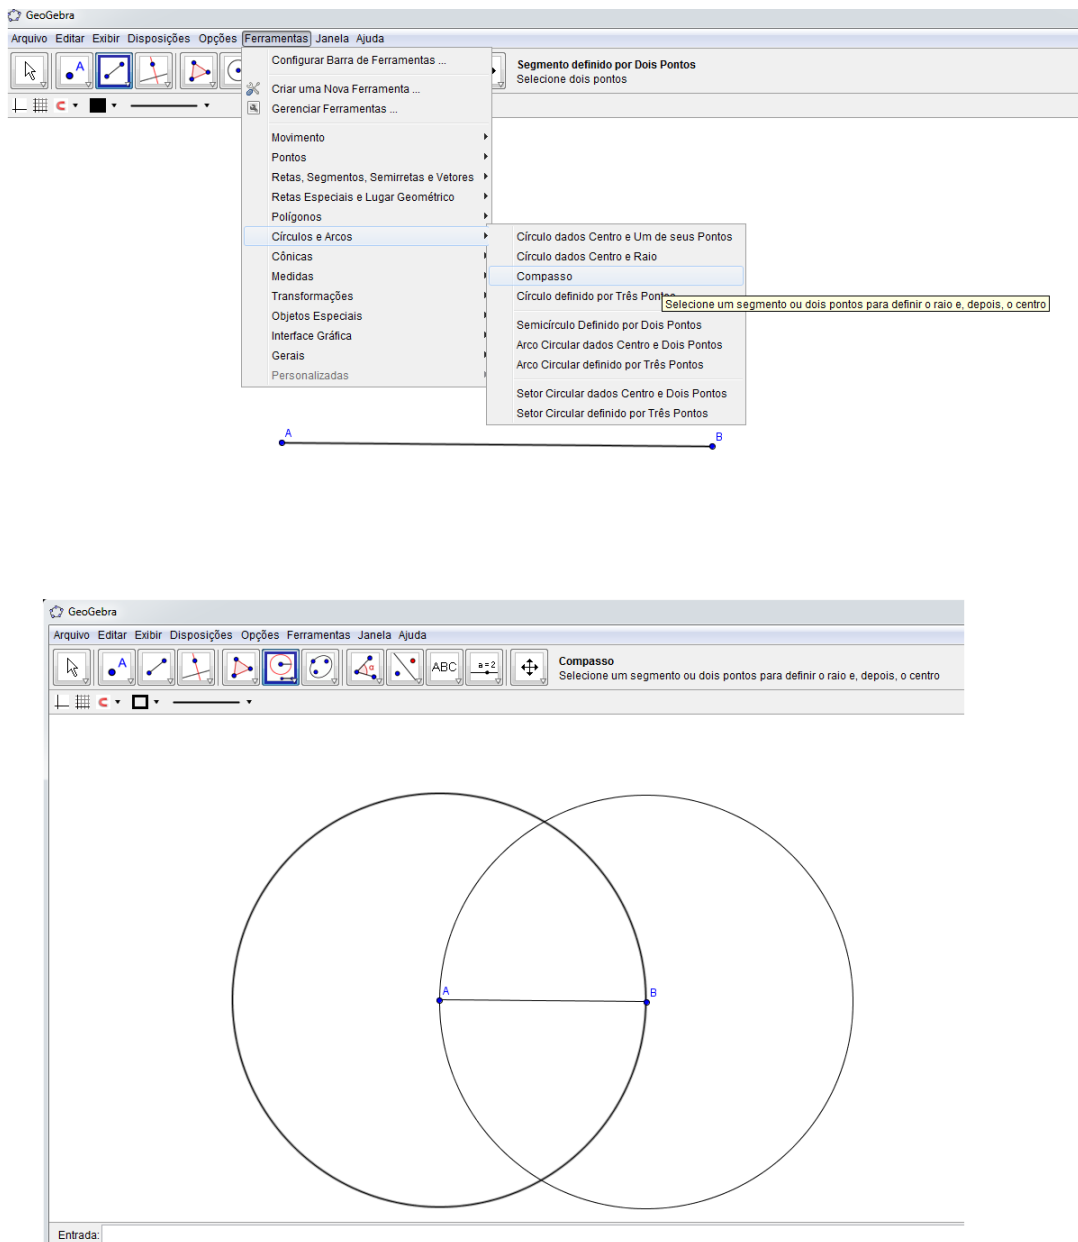 GeoGebra
Arquivo Editar Exibir Disposições Opções Ferramentas Janela Ajuda
A
Segmento definido por Dois Pontos
Selecione dois pontos
Configurar Barra de Ferramentas ...
Criar uma Nova Ferramenta ...
Gerenciar Ferramentas ...
Movimento
Pontos
Retas, Segmentos, Semirretas e Vetores
Retas Especiais e Lugar Geométrico
Polígonos
Círculos e Arcos
Cônicas
Medidas
Transformações
Objetos Especiais
Interface Gráfica
Gerais
Personalizadas
Círculo dados Centro e Um de seus Pontos
Círculo dados Centro e Raio
Compasso
Círculo definido por Três Pontos
Selecione um segmento ou dois pontos para definir o raio e, depois, o centro
Semicírculo Definido por Dois Pontos
Arco Circular dados Centro e Dois Pontos
Arco Circular definido por Três Pontos
Setor Circular dados Centro e Dois Pontos
Setor Circular definido por Três Pontos
A
B
GeoGebra
Arquivo Editar Exibir Disposições Opções Ferramentas Janela Ajuda
A
α
ABC
a=2
Compasso
Selecione um segmento ou dois pontos para definir o raio e, depois, o centro
A
B
Entrada: